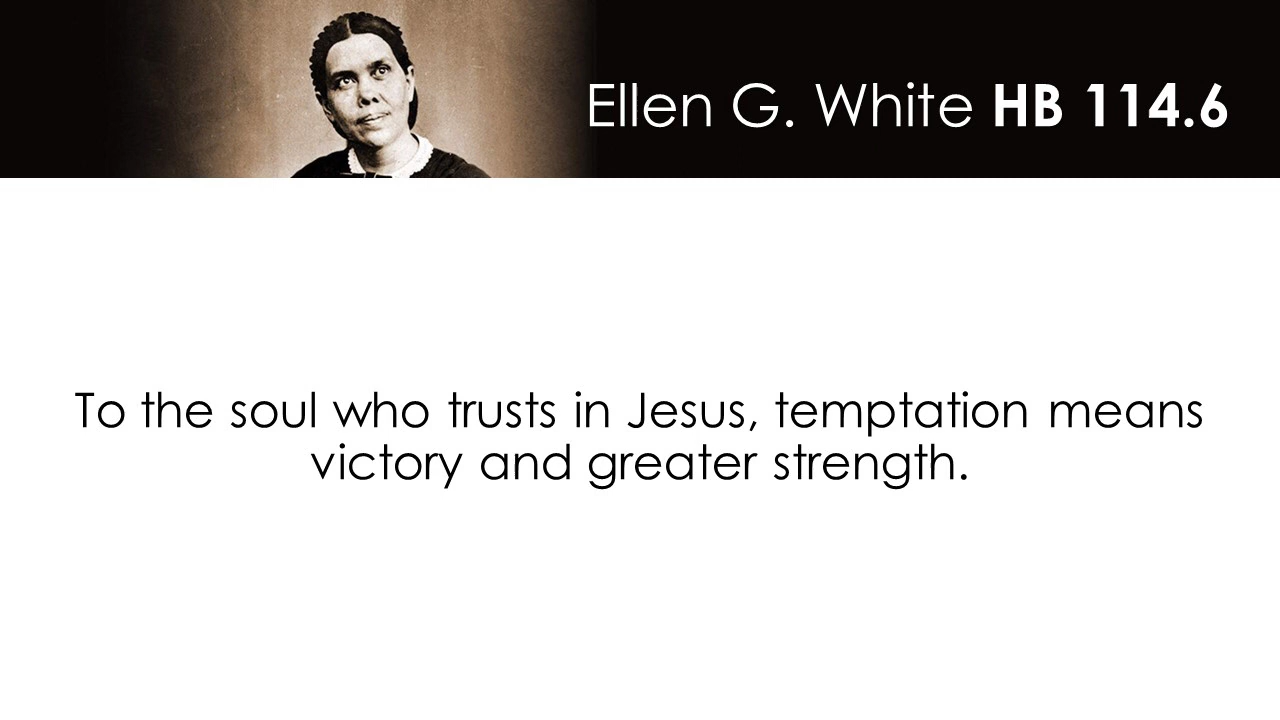 Ellen G. White HB 114.6
To the soul who trusts in Jesus, temptation means
victory and greater strength.